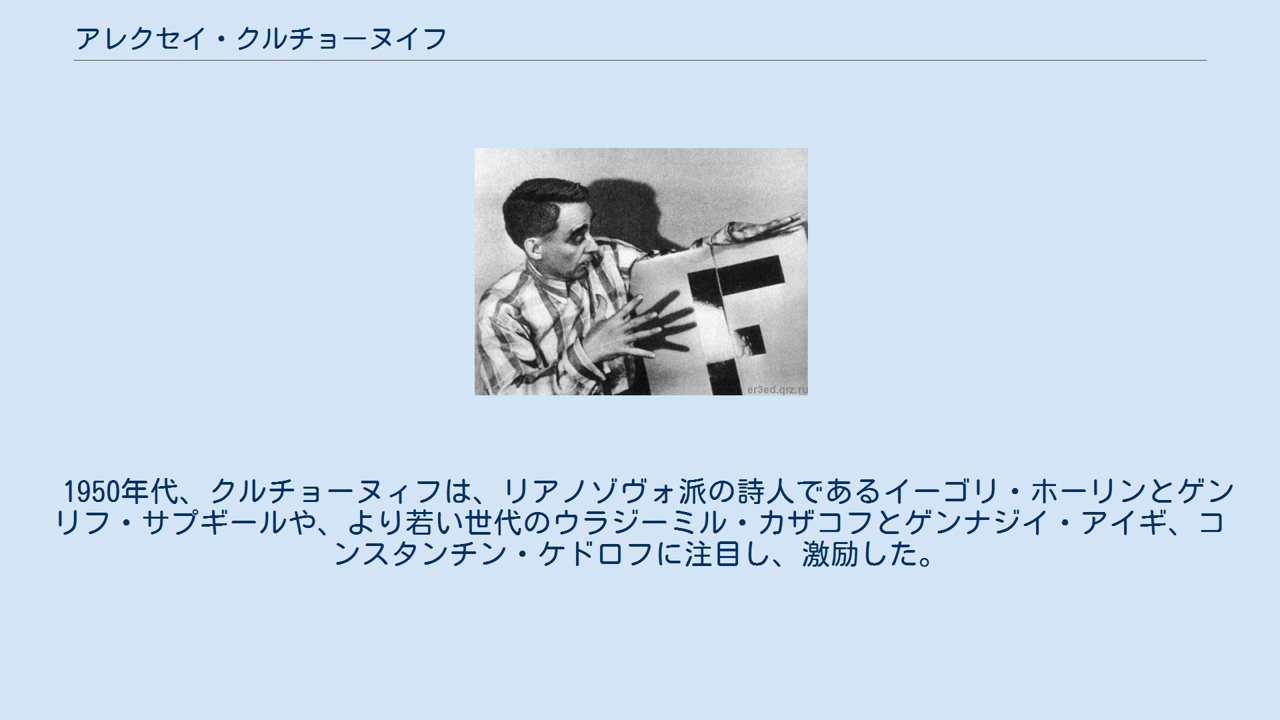 アレクセイ・クルチョーヌイフ
er3ed.qrz.ru
1950年代、クルチョーヌィフは、リアノゾヴォ派の詩人であるイーゴリ・ホーリンとゲン
リフ・サプギールや、より若い世代のウラジーミル・カザコフとゲンナジイ・アイギ、コ
ンスタンチン・ケドロフに注目し、激励した。